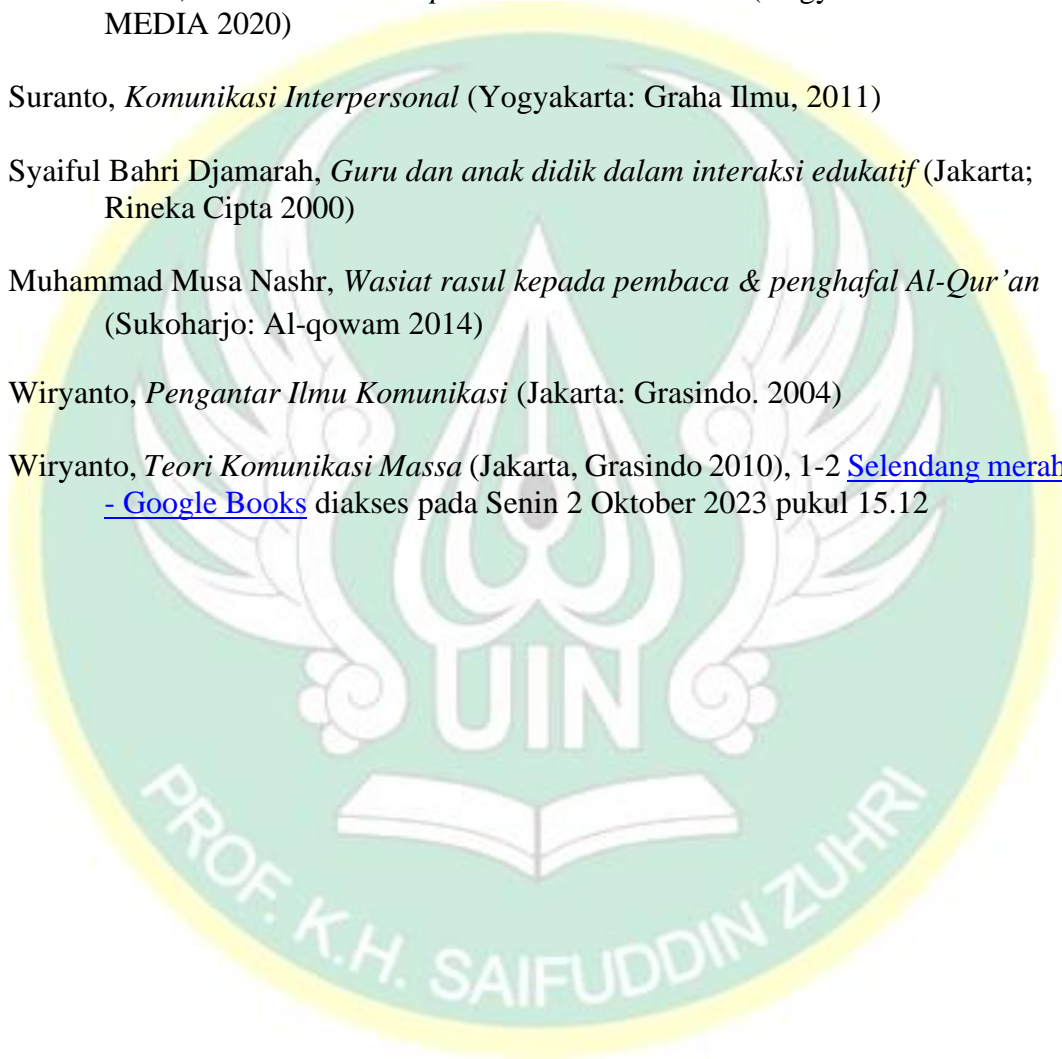 MEDIA 2020)
Suranto, Komunikasi Interpersonal (Yogyakarta: Graha Ilmu, 2011)
Syaiful Bahri Djamarah, Guru dan anak didik dalam interaksi edukatif (Jakarta;
Rineka Cipta 2000)
Muhammad Musa Nashr, Wasiat rasul kepada pembaca & penghafal Al-Qur’an
(Sukoharjo: Al-qowam 2014)
Wiryanto, Pengantar Ilmu Komunikasi (Jakarta: Grasindo. 2004)
Wiryanto, Teori Komunikasi Massa (Jakarta, Grasindo 2010), 1-2 Selendang merah
- Google Books diakses pada Senin 2 Oktober 2023 pukul 15.12
UIN
PROF. K.H. SAIFUDDIN ZUHRI